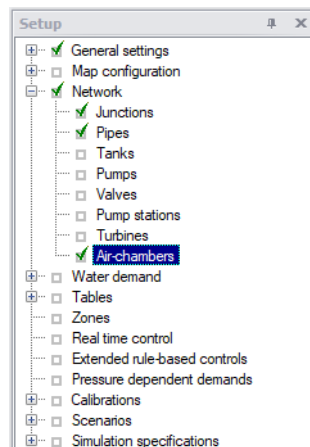 Setup
General settings
Map configuration
Network
Junctions
Pipes
Tanks
Pumps
Valves
Pump stations
Turbines
Air-chambers
Water demand
Tables
Zones
Real time control
Extended rule-based controls
Pressure dependent demands
Calibrations
Scenarios
Simulation specifications